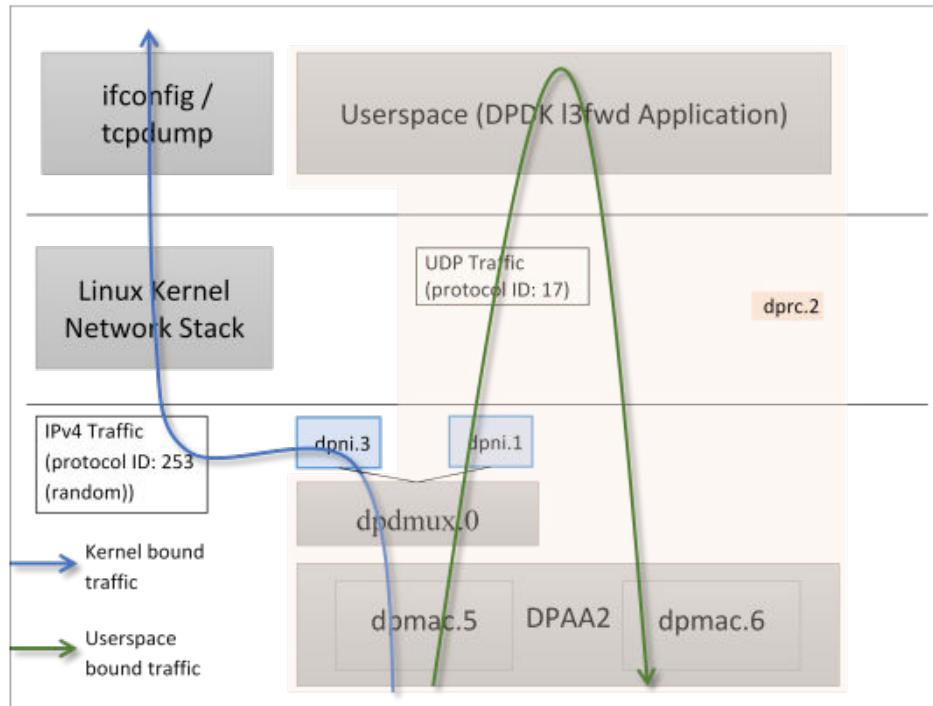 ifconfig /
tcpdump
Userspace (DPDK l3fwd Application)
UDP Traffic
(protocol ID: 17)
Linux Kernel
Network Stack
dprc.2
IPv4 Traffic
(protocol ID: 253
(random))
dpni.3
dpni.1
dpdmux.0
Kernel bound
traffic
dpmac.5
DPAA2
dpmac.6
Userspace
bound traffic